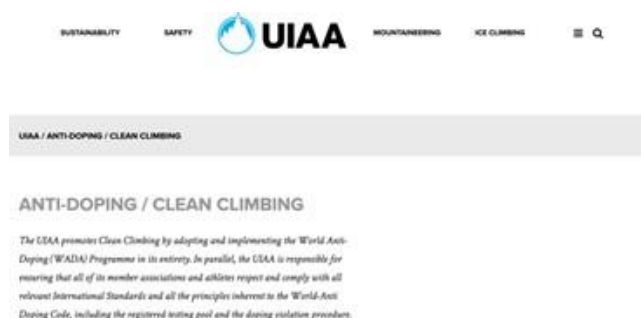 SUSTAINABILITY SAFETY UIAA MOUNTAINEERING ICE CLIMBING
UIAA / ANTI-DOPING / CLEAN CLIMBING
ANTI-DOPING / CLEAN CLIMBING
The UIAA promotes Clean Climbing by adopting and implementing the World Anti-
Doping (WADA) Programme in its entirety. In parallel, the UIAA is responsible for
ensuring that all of its member associations and athletes respect and comply with all
relevant International Standards and all the principles inherent to the World-Anti
Doping Code, including the registered testing pool and the doping violation procedure.